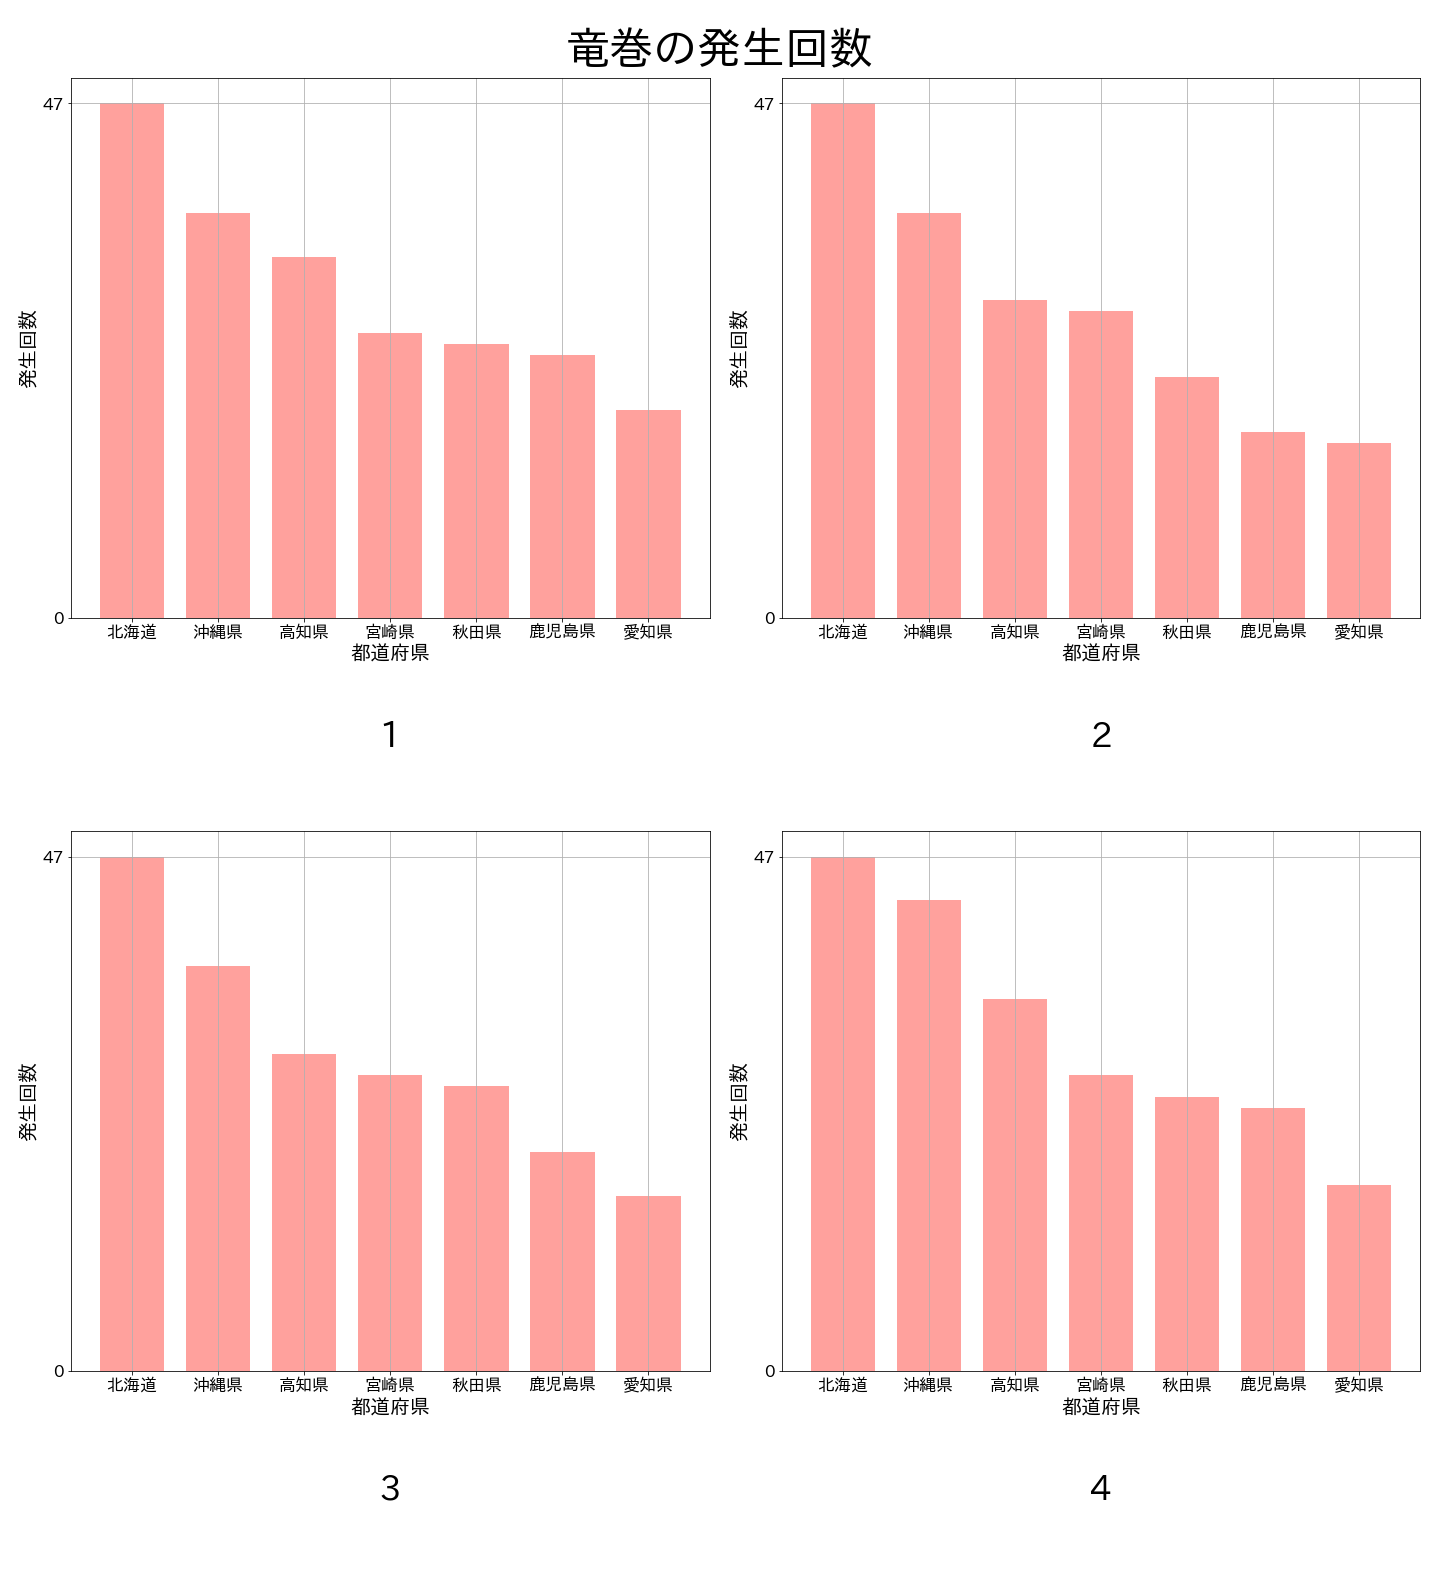 竜巻の発生回数
47
0
発生回数
北海道 沖縄県 高知県 宮崎県 秋田県 鹿児島県 愛知県
都道府県
1
47
0
発生回数
北海道 沖縄県 高知県 宮崎県 秋田県 鹿児島県 愛知県
都道府県
2
47
0
発生回数
北海道 沖縄県 高知県 宮崎県 秋田県 鹿児島県 愛知県
都道府県
3
47
0
発生回数
北海道 沖縄県 高知県 宮崎県 秋田県 鹿児島県 愛知県
都道府県
4